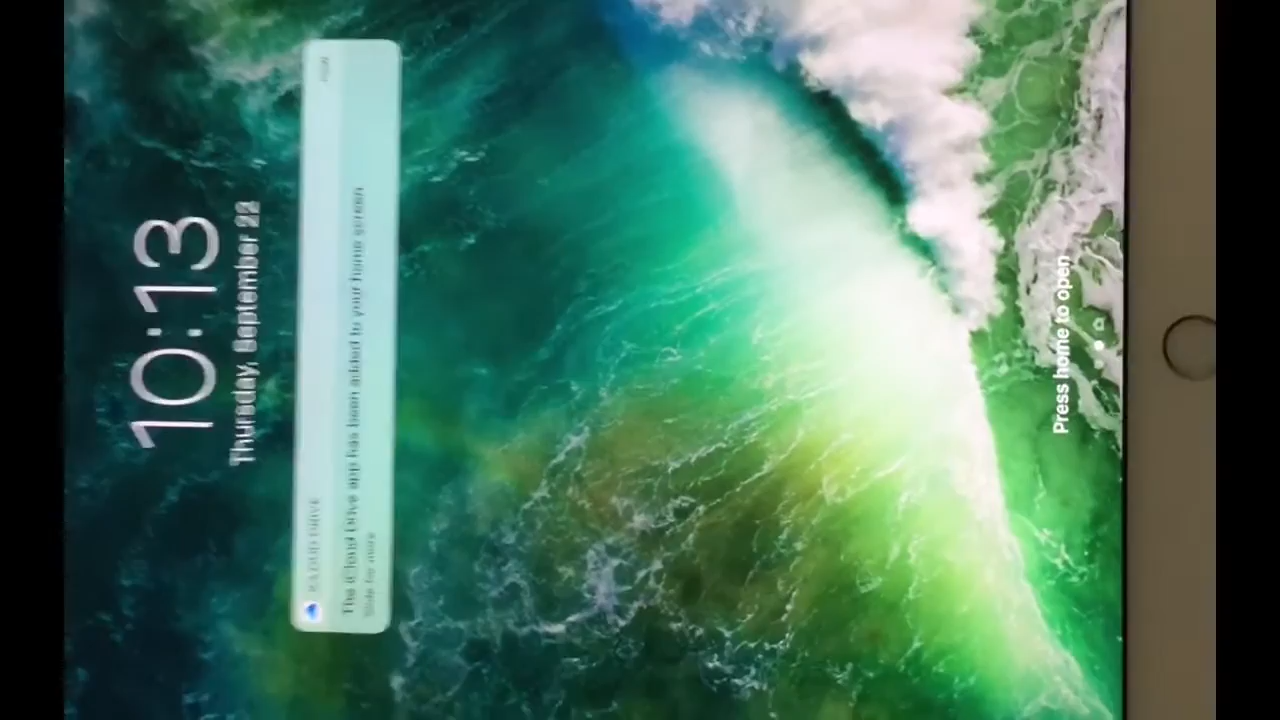 10:13
Thursday, September 22
ICLOUD DRIVE
now
The iCloud Drive app has been added to your home screen
Slide for more
Press home to open